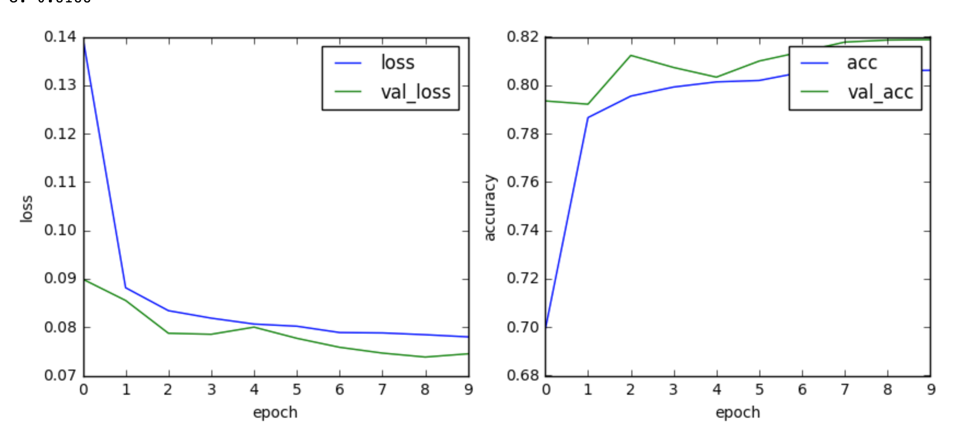 0.14
0.13
0.12
0.11
0.10
0.09
0.08
0.07
loss
0 1 2 3 4 5 6 7 8 9
epoch
loss
val_loss
0.82
0.80
0.78
0.76
0.74
0.72
0.70
0.68
accuracy
0 1 2 3 4 5 6 7 8 9
epoch
acc
val_acc